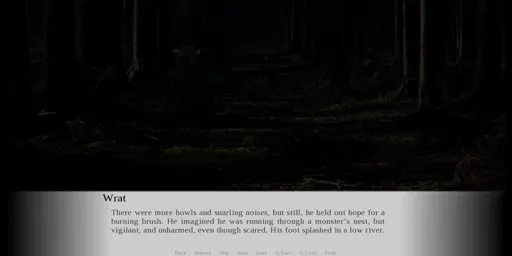 Wrat
There were more howls and snarling noises, but still, he held out hope for a
burning brush. He imagined he was running through a monster's nest, but
vigilant, and unharmed, even though scared. His foot splashed in a low river.
Back History Skip Auto Save Q.Save Q.Load Prefs